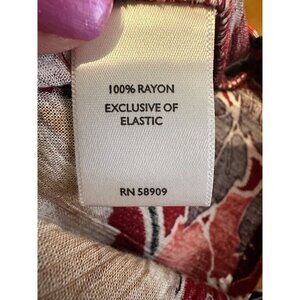 100% RAYON
EXCLUSIVE OF
ELASTIC
RN 58909